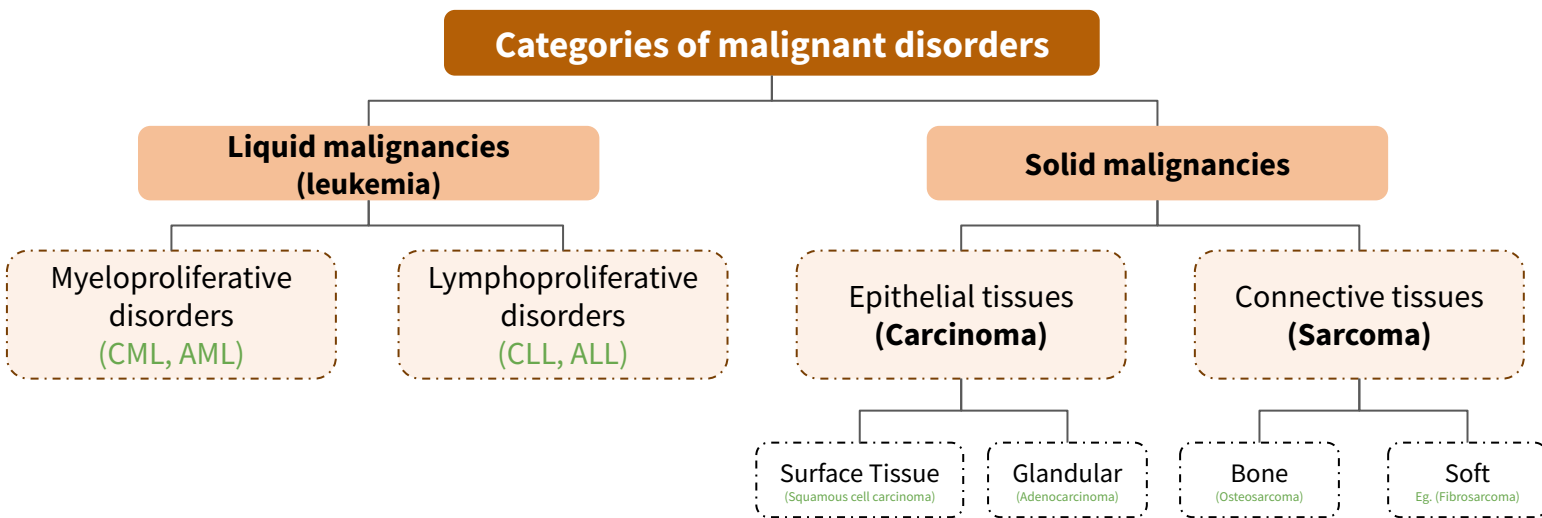 Categories of malignant disorders
Liquid malignancies
(leukemia)
Solid malignancies
Myeloproliferative
disorders
(CML, AML)
Lymphoproliferative
disorders
(CLL, ALL)
Epithelial tissues
(Carcinoma)
Connective tissues
(Sarcoma)
Surface Tissue
(Squamous cell carcinoma)
Glandular
(Adenocarcinoma)
Bone
(Osteosarcoma)
Soft
Eg. (Fibrosarcoma)